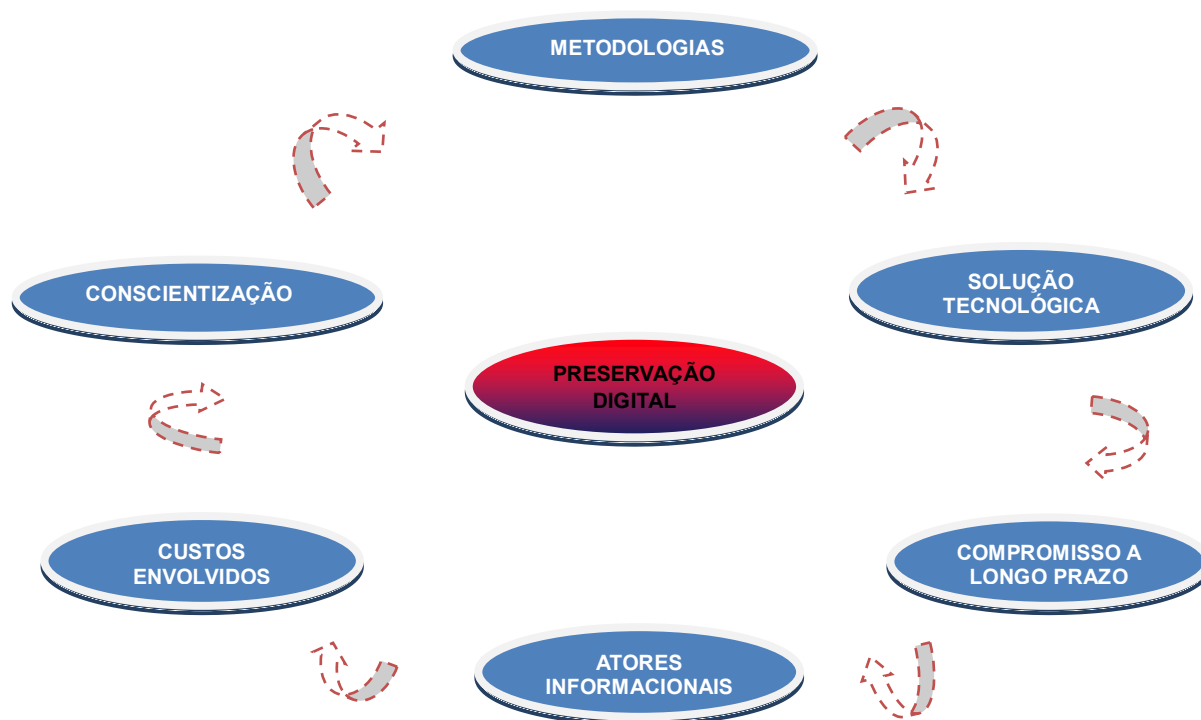 METODOLOGIAS
CONSCIENTIZAÇÃO
SOLUÇÃO
TECNOLÓGICA
PRESERVAÇÃO
DIGITAL
CUSTOS
ENVOLVIDOS
COMPROMISSO A
LONGO PRAZO
ATORES
INFORMACIONAIS